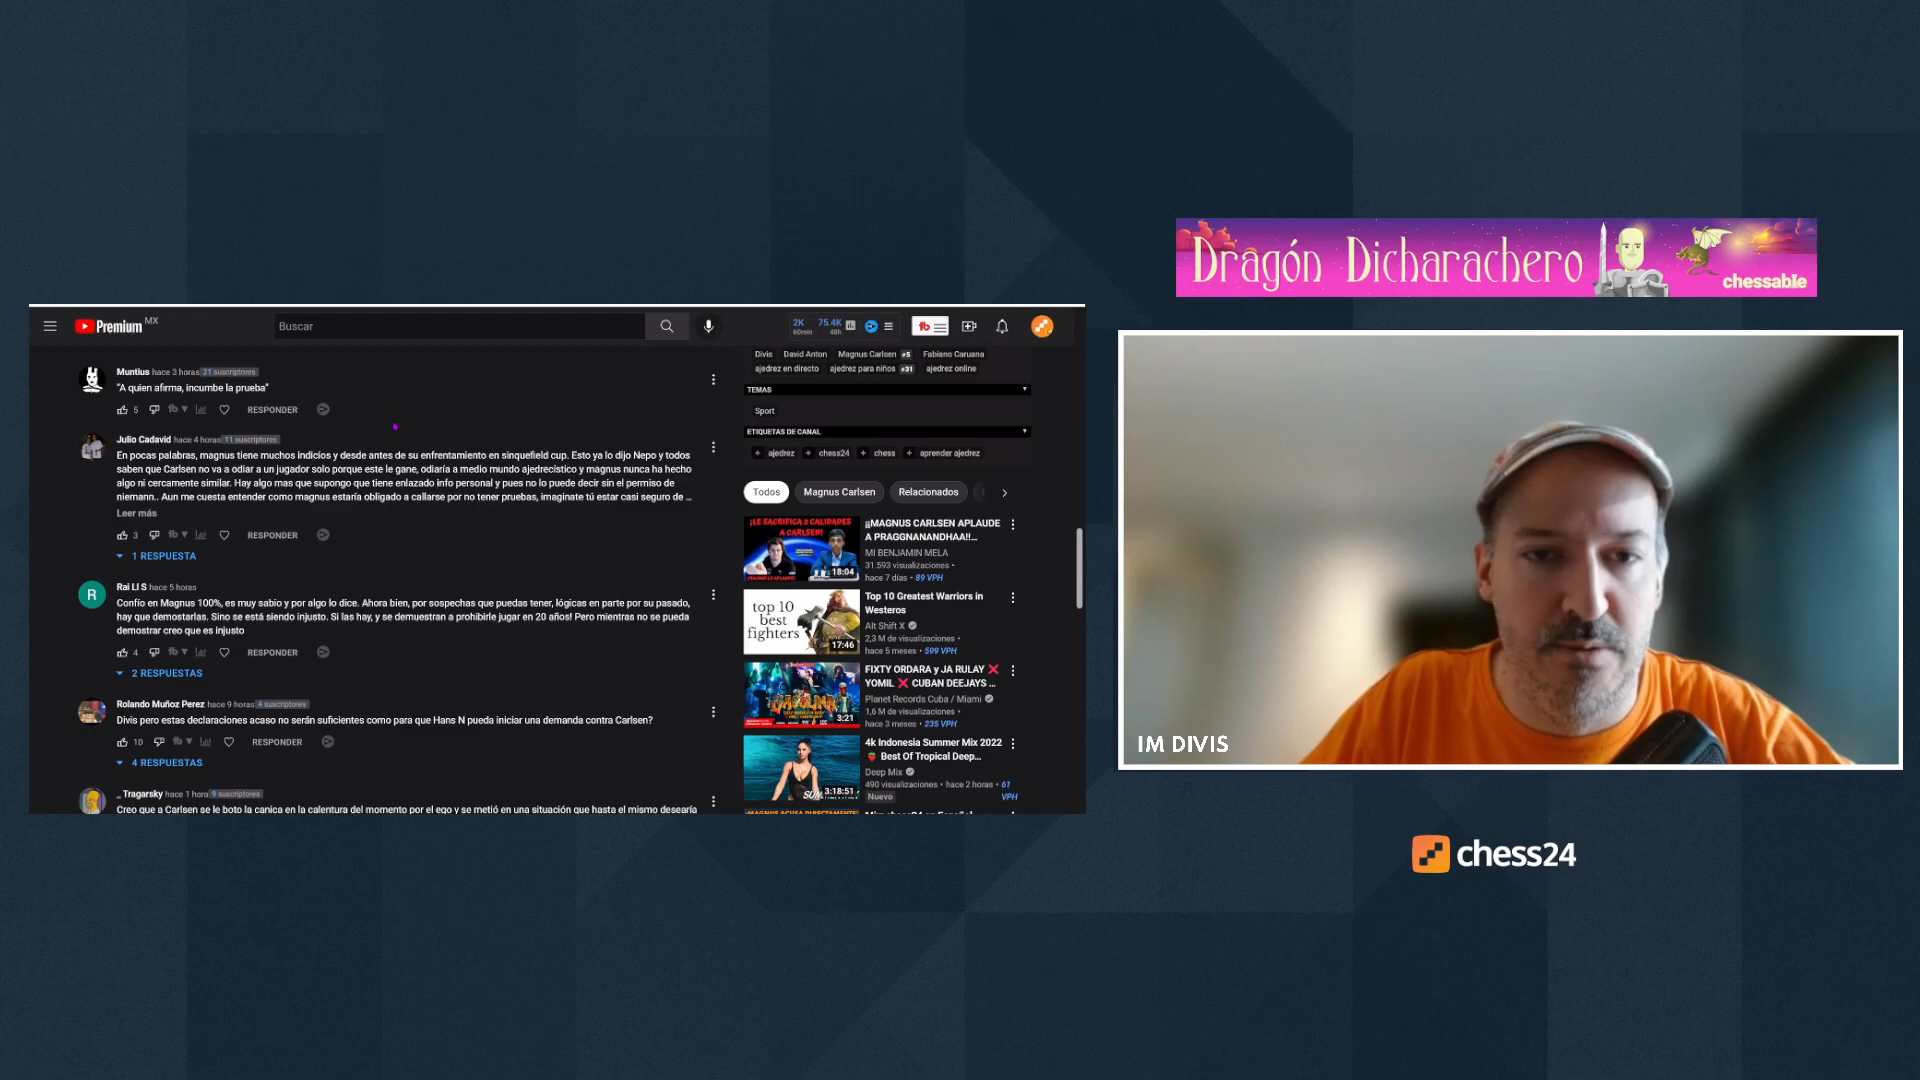 Premium MX
Buscar
2K
60min
75.4K
48h
Muntius hace 3 horas 21 suscriptores
“A quien afirma, incumbe la prueba”
5 RESPONDER
Julio Cadavid hace 4 horas 11 suscriptores
En pocas palabras, magnus tiene muchos indicios y desde antes de su enfrentamiento en sinquefield cup. Esto ya lo dijo Nepo y todos
saben que Carlsen no va a odiar a un jugador solo porque este le gane, odiaría a medio mundo ajedrecístico y magnus nunca ha hecho
algo ni cercamente similar. Hay algo mas que supongo que tiene enlazado info personal y pues no lo puede decir sin el permiso de
niemann.. Aun me cuesta entender como magnus estaría obligado a callarse por no tener pruebas, imaginate tú estar casi seguro de ...
Leer más
3 RESPONDER
1 RESPUESTA
R
Rai LI S hace 5 horas
Confío en Magnus 100%, es muy sabio y por algo lo dice. Ahora bien, por sospechas que puedas tener, lógicas en parte por su pasado,
hay que demostarlas. Sino se está siendo injusto. Si las hay, y se demuestran a prohibirle jugar en 20 años! Pero mientras no se pueda
demostrar creo que es injusto
4 RESPONDER
2 RESPUESTAS
Rolando Muñoz Perez hace 9 horas 4 suscriptores
Divis pero estas declaraciones acaso no serán suficientes como para que Hans N pueda iniciar una demanda contra Carlsen?
10 RESPONDER
4 RESPUESTAS
_ Tragarsky hace 1 hora 9 suscriptores
Creo que a Carlsen se le boto la canica en la calentura del momento por el ego y se metió en una situación que hasta el mismo desearía
Divis David Anton Magnus Carlsen #5 Fabiano Caruana
ajedrez en directo ajedrez para niños #31 ajedrez online
TEMAS
Sport
ETIQUETAS DE CANAL
+ ajedrez + chess24 + chess + aprender ajedrez
Todos Magnus Carlsen Relacionados
¡LE SACRIFICA 2 CALIDADES
A CARLSEN!
18:04
¡¡MAGNUS CARLSEN APLAUDE
A PRAGGNANANDHAA!!...
MI BENJAMIN MELA
31.593 visualizaciones •
hace 7 días • 89 VPH
top 10
best
fighters
17:46
Top 10 Greatest Warriors in
Westeros
Alt Shift X
2,3 M de visualizaciones •
hace 5 meses • 599 VPH
3:21
FIXTY ORDARA y JA RULAY ❌
YOMIL ❌ CUBAN DEEJAYS ...
Planet Records Cuba / Miami
1,6 M de visualizaciones •
hace 3 meses • 235 VPH
3:18:51
4k Indonesia Summer Mix 2022
🍓 Best Of Tropical Deep...
Deep Mix
490 visualizaciones • hace 2 horas • 61
VPH
Nuevo
Dragón Dicharachero
chessable
IM DIVIS
chess24